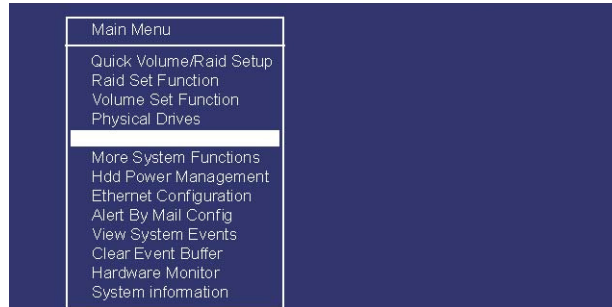 Main Menu
Quick Volume/Raid Setup
Raid Set Function
Volume Set Function
Physical Drives
More System Functions
Hdd Power Management
Ethernet Configuration
Alert By Mail Config
View System Events
Clear Event Buffer
Hardware Monitor
System information